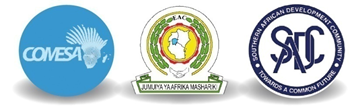 COMESA
EAC
JUMUIYA YA AFRIKA MASHARIKI
SOUTHERN AFRICAN DEVELOPMENT COMMUNITY
SADC
TOWARDS A COMMON FUTURE